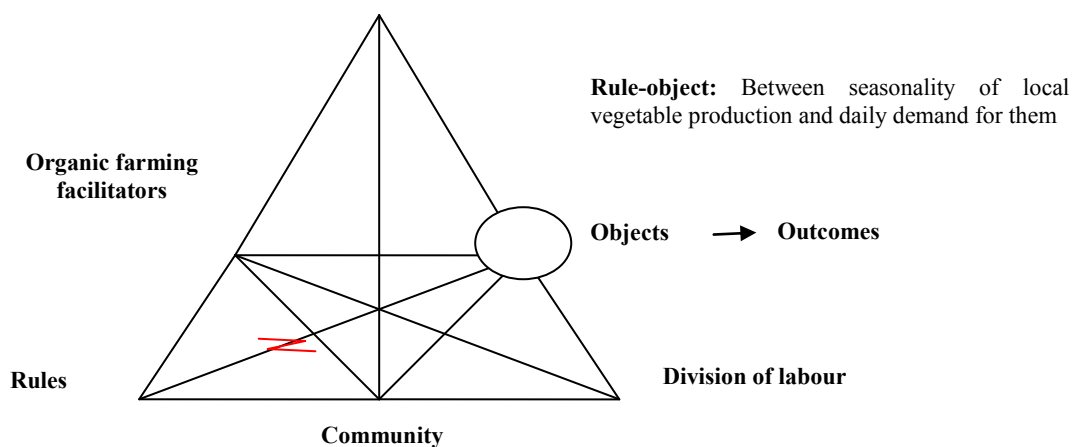 Rule-object: Between seasonality of local
vegetable production and daily demand for them
Organic farming
facilitators
Objects
Outcomes
Rules
Division of labour
Community